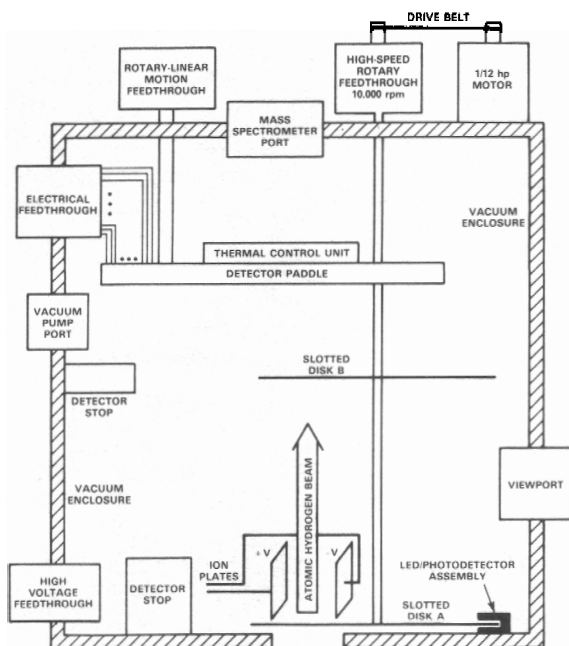 DRIVE BELT
ROTARY-LINEAR
MOTION
FEEDTHROUGH
HIGH-SPEED
ROTARY
FEEDTHROUGH
10,000 rpm
1/12 hp
MOTOR
MASS
SPECTROMETER
PORT
ELECTRICAL
FEEDTHROUGH
VACUUM
ENCLOSURE
THERMAL CONTROL UNIT
DETECTOR PADDLE
VACUUM
PUMP
PORT
SLOTTED
DISK B
DETECTOR
STOP
ATOMIC HYDROGEN BEAM
VACUUM
ENCLOSURE
VIEWPORT
+V
-V
ION
PLATES
HIGH
VOLTAGE
FEEDTHROUGH
DETECTOR
STOP
LED/PHOTODETECTOR
ASSEMBLY
SLOTTED
DISK A